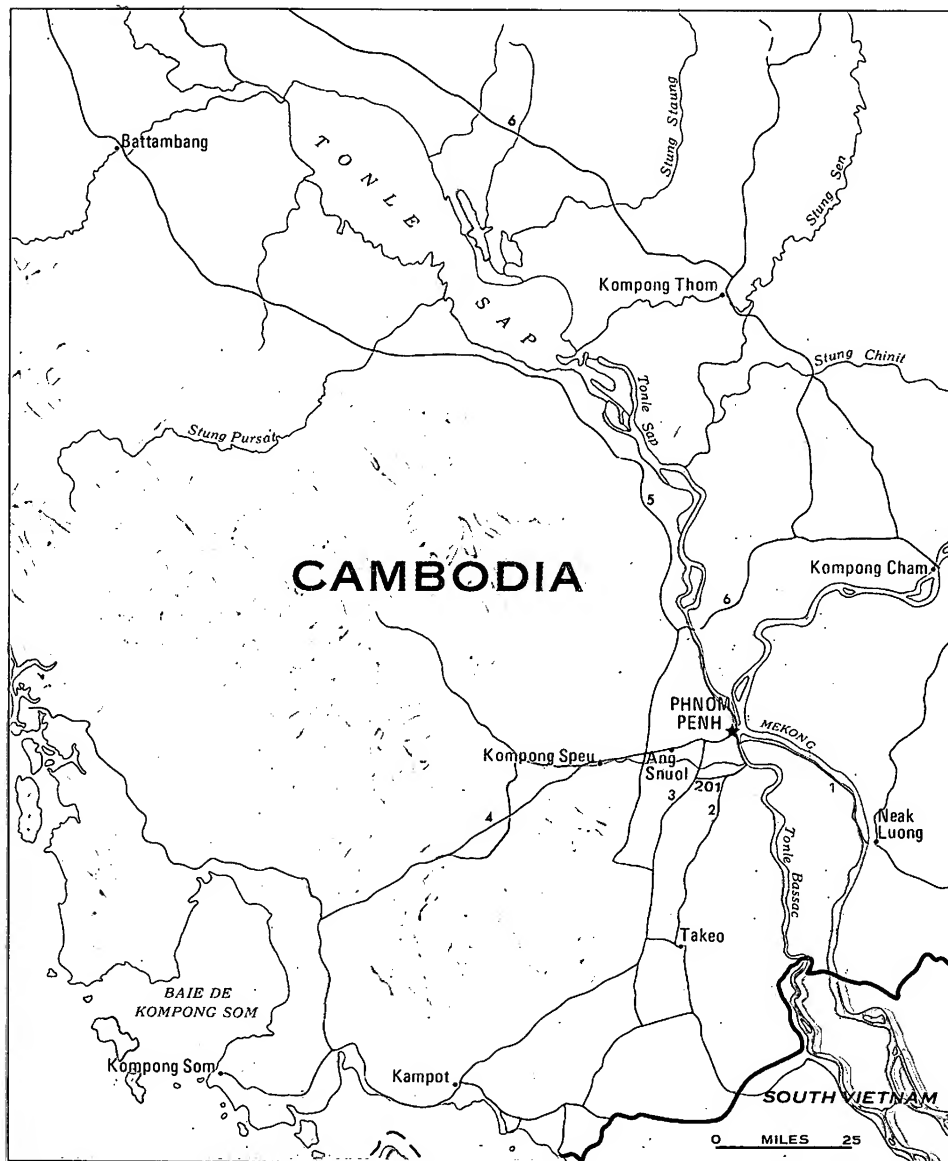 Battambang
TONLE SAP
6
Stung Staung
Stung Sen
Kompong Thom
Stung Chinit
Tonle Sap
Stung Pursat
5
CAMBODIA
Kompong Cham
6
PHNOM
PENH
MEKONG
Kompong Speu
Ang
Snuol
201
3
2
1
4
Neak
Luong
Tonle Bassac
Takeo
BAIE DE
KOMPONG SOM
Kompong Som
Kampot
SOUTH VIETNAM
0 MILES 25